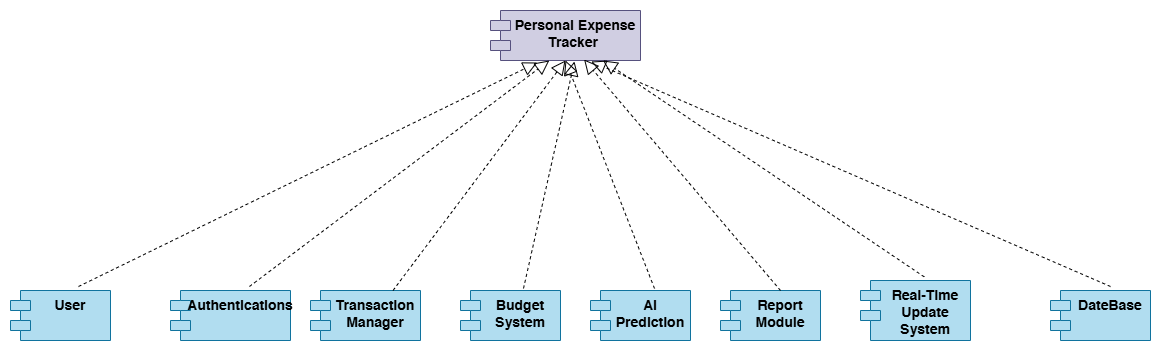 Personal Expense
Tracker
User
Authentications
Transaction
Manager
Budget
System
AI
Prediction
Report
Module
Real-Time
Update
System
DateBase